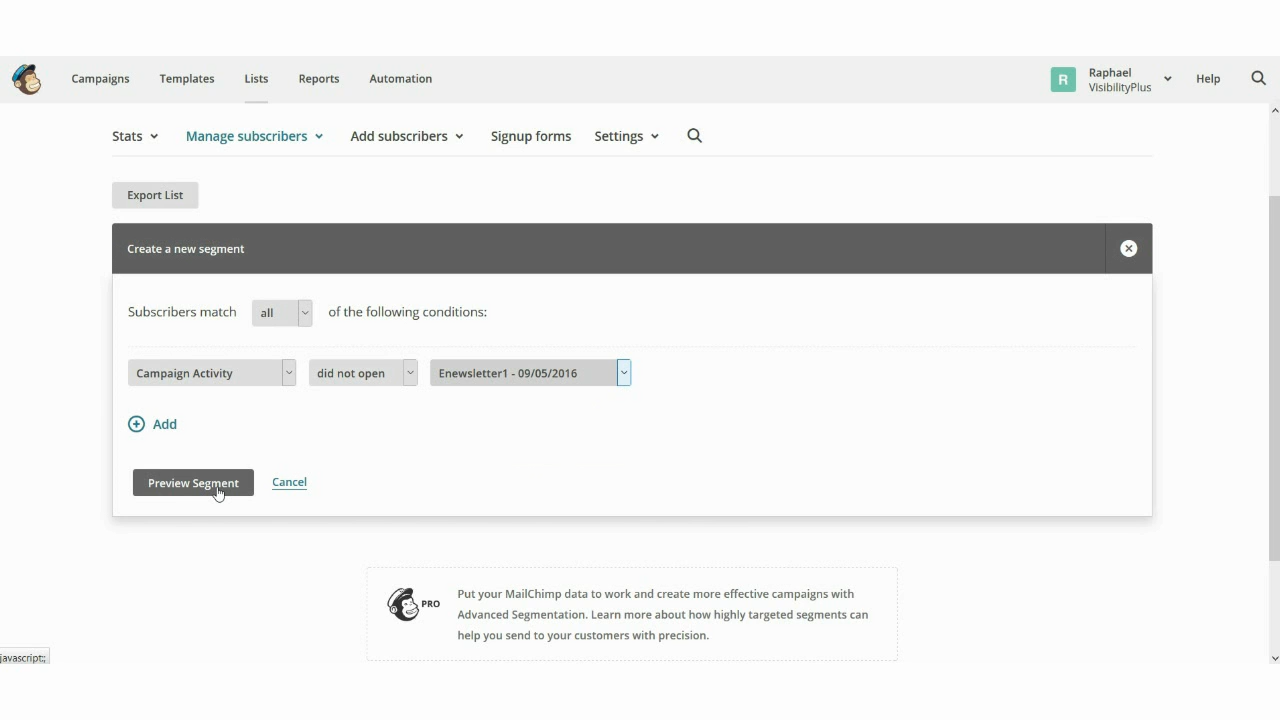 Campaigns Templates Lists Reports Automation
R Raphael Help
VisibilityPlus
Stats Manage subscribers Add subscribers Signup forms Settings
Export List
Create a new segment
Subscribers match all of the following conditions:
Campaign Activity did not open Enewsletter1 - 09/05/2016
Add
Preview Segment Cancel
PRO
Put your MailChimp data to work and create more effective campaigns with
Advanced Segmentation. Learn more about how highly targeted segments can
help you send to your customers with precision.
javascript:;